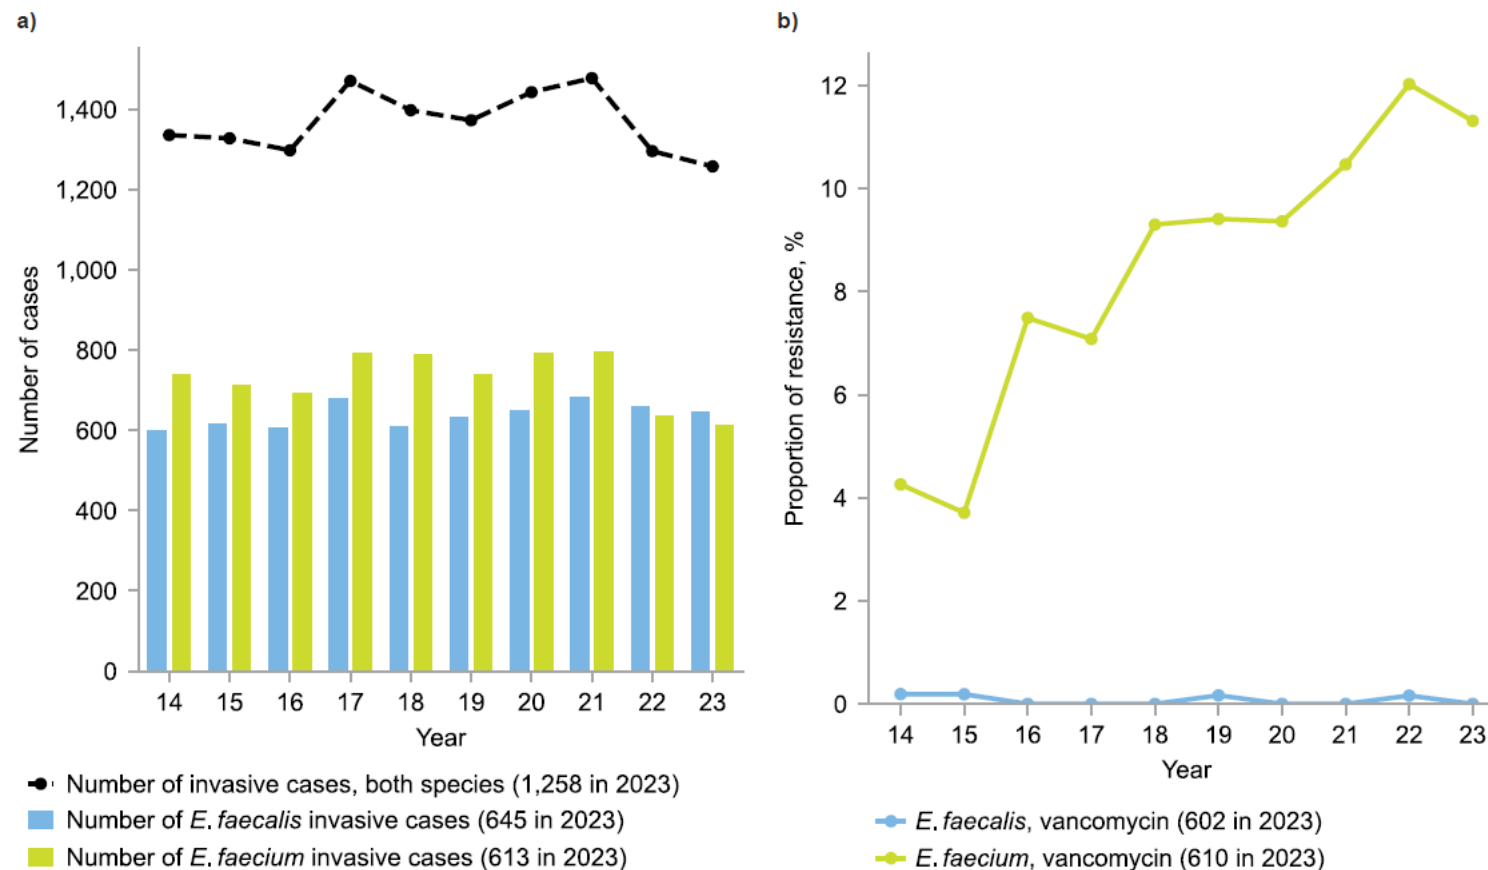 a)
Number of cases
1,400
1,200
1,000
800
600
400
200
0
14 15 16 17 18 19 20 21 22 23
Year
Number of invasive cases, both species (1,258 in 2023)
Number of E. faecalis invasive cases (645 in 2023)
Number of E. faecium invasive cases (613 in 2023)
b)
Proportion of resistance, %
12
10
8
6
4
2
0
14 15 16 17 18 19 20 21 22 23
Year
E. faecalis, vancomycin (602 in 2023)
E. faecium, vancomycin (610 in 2023)